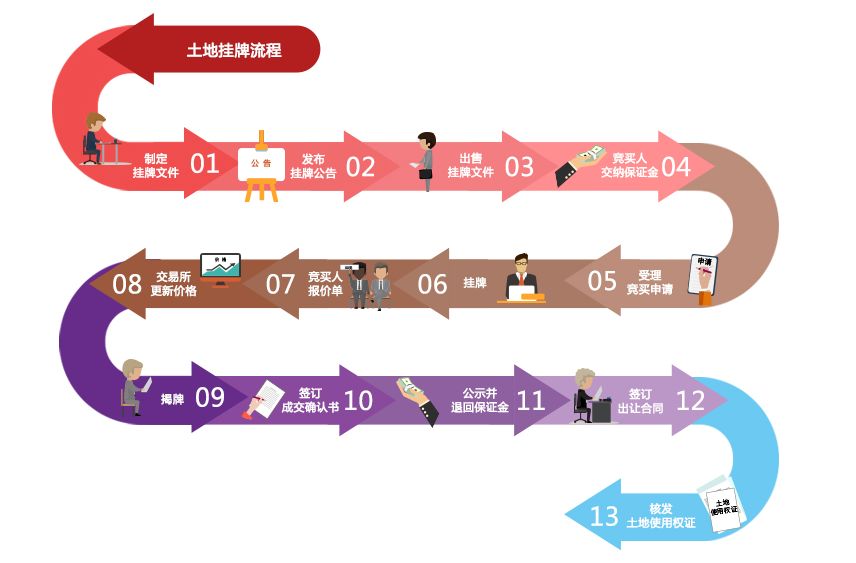 土地挂牌流程
制定
挂牌文件
01
公告
发布
挂牌公告
02
出售
挂牌文件
03
竞买人
交纳保证金
04
申请
受理
竞买申请
05
挂牌
06
竞买人
报价单
07
价格
交易所
更新价格
08
揭牌
09
签订
成交确认书
10
公示并
退回保证金
11
签订
出让合同
12
土地
使用权证
核发
土地使用权证
13